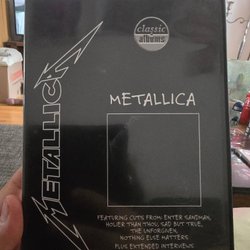 classic
albums
METALLICA
METALLICA
FEATURING CUTS FROM: ENTER SANDMAN,
HOLIER THAN THOU, SAD BUT TRUE,
THE UNFORGIVEN,
NOTHING ELSE MATTERS
PLUS EXTENDED INTERVIEWS